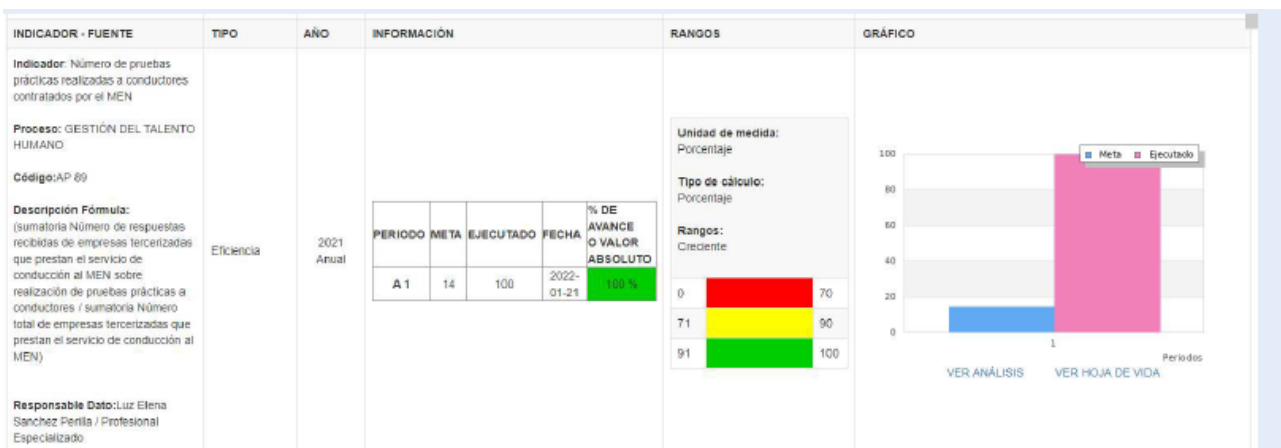 INDICADOR - FUENTE
TIPO
AÑO
INFORMACIÓN
RANGOS
GRÁFICO
Indicador: Número de pruebas
prácticas realizadas a conductores
contratados por el MEN
Proceso: GESTIÓN DEL TALENTO
HUMANO
Código:AP 89
Descripción Fórmula:
(sumatoria Número de respuestas
recibidas de empresas tercerizadas
que prestan el servicio de
conducción al MEN sobre
realización de pruebas prácticas a
conductores / sumatoria Número
total de empresas tercerizadas que
prestan el servicio de conducción al
MEN)
Responsable Dato:Luz Elena
Sanchez Perilla / Profesional
Especializado
Eficiencia
2021
Anual
PERIODO META EJECUTADO FECHA
% DE
AVANCE
O VALOR
ABSOLUTO
A 1
14
100
2022-
01-21
100 %
Unidad de medida:
Porcentaje
Tipo de cálculo:
Porcentaje
Rangos:
Creciente
0 70
71 90
91 100
Meta Ejecutado
100
80
60
40
20
0
1
Periodos
VER ANÁLISIS VER HOJA DE VIDA